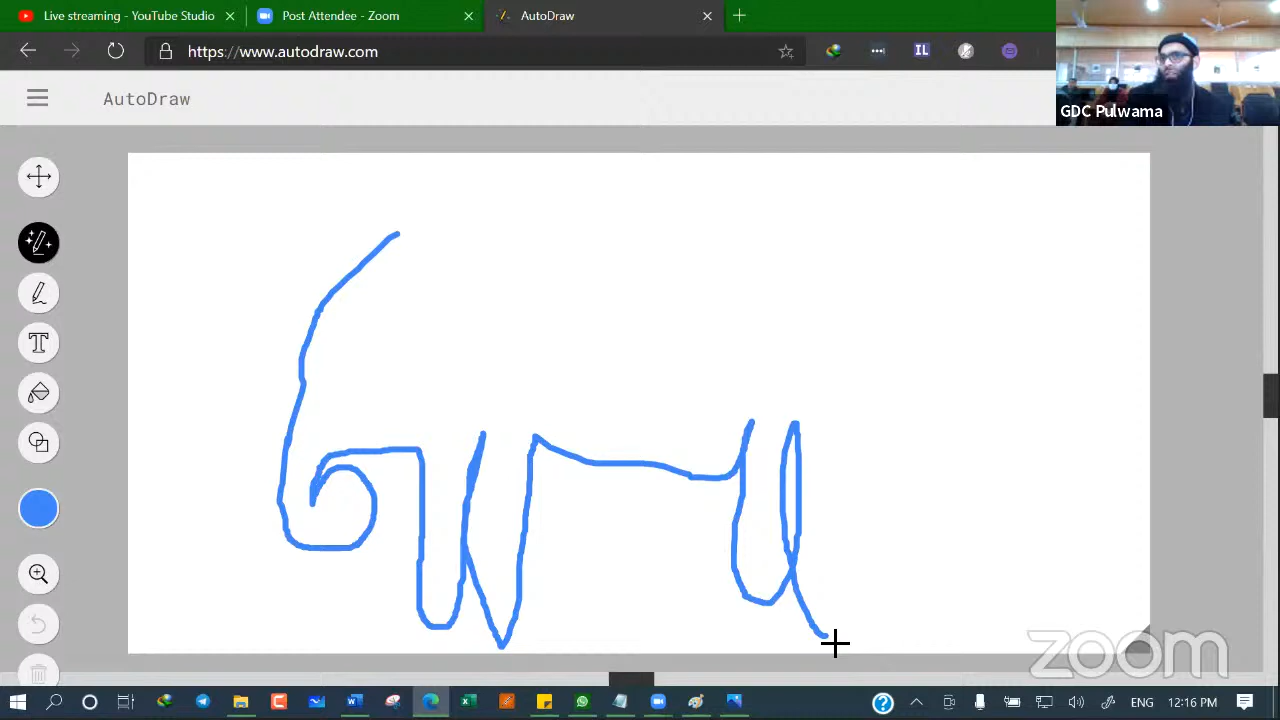 Live streaming - YouTube Studio
Post Attendee - Zoom
AutoDraw
https://www.autodraw.com
IL
GDC Pulwama
AutoDraw
T
zoom
ENG
12:16 PM